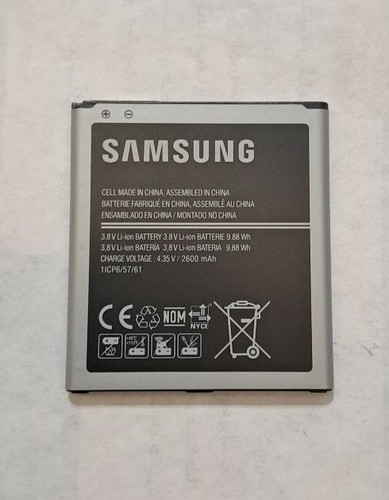 SAMSUNG
CELL MADE IN CHINA, ASSEMBLED IN CHINA
BATTERIE FABRIQUÉ EN CHINA, ASSEMBLÉ AU CHINA
ENSAMBLADO EN CHINA / MONTADO NO CHINA
3.8 V Li-ion BATTERY 3.8 V Li-ion BATTERIE 9.88 Wh
3,8 V Li-ion BATERÍA 3,8 V Li-ion BATERIA 9,88 Wh
CHARGE VOLTAGE : 4.35 V / 2600 mAh
1ICP6/57/61
CE NOM NYCE